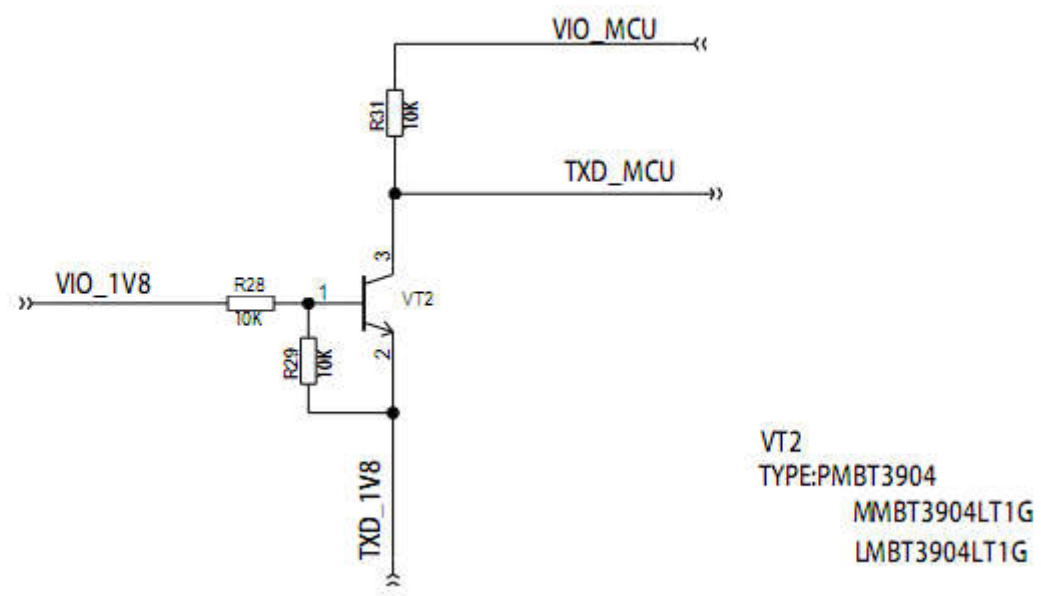 VIO_MCU
R31
10K
TXD_MCU
3
VIO_1V8
R28
10K
1
VT2
R29
10K
2
TXD_1V8
VT2
TYPE:PMBT3904
MMBT3904LT1G
LMBT3904LT1G